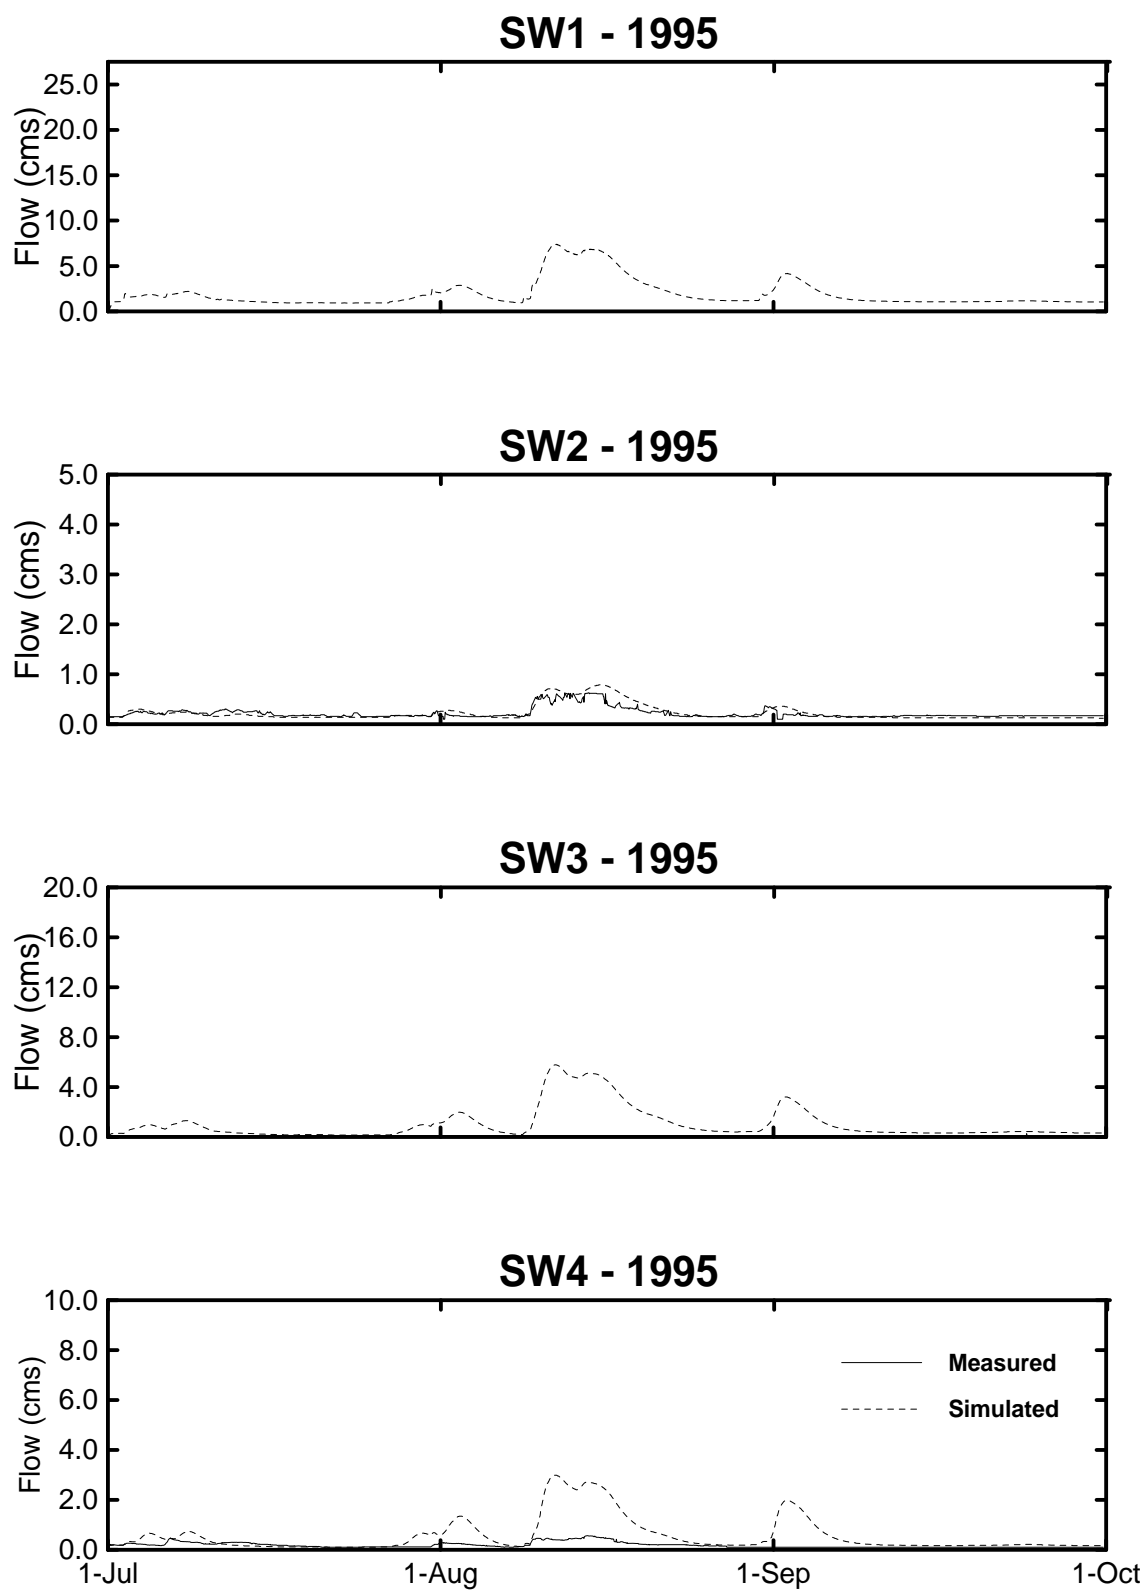 SW1 - 1995
Flow (cms)
25.0
20.0
15.0
10.0
5.0
0.0
SW2 - 1995
Flow (cms)
5.0
4.0
3.0
2.0
1.0
0.0
SW3 - 1995
Flow (cms)
20.0
16.0
12.0
8.0
4.0
0.0
SW4 - 1995
Flow (cms)
10.0
8.0
6.0
4.0
2.0
0.0
Measured
Simulated
1-Jul 1-Aug 1-Sep 1-Oct